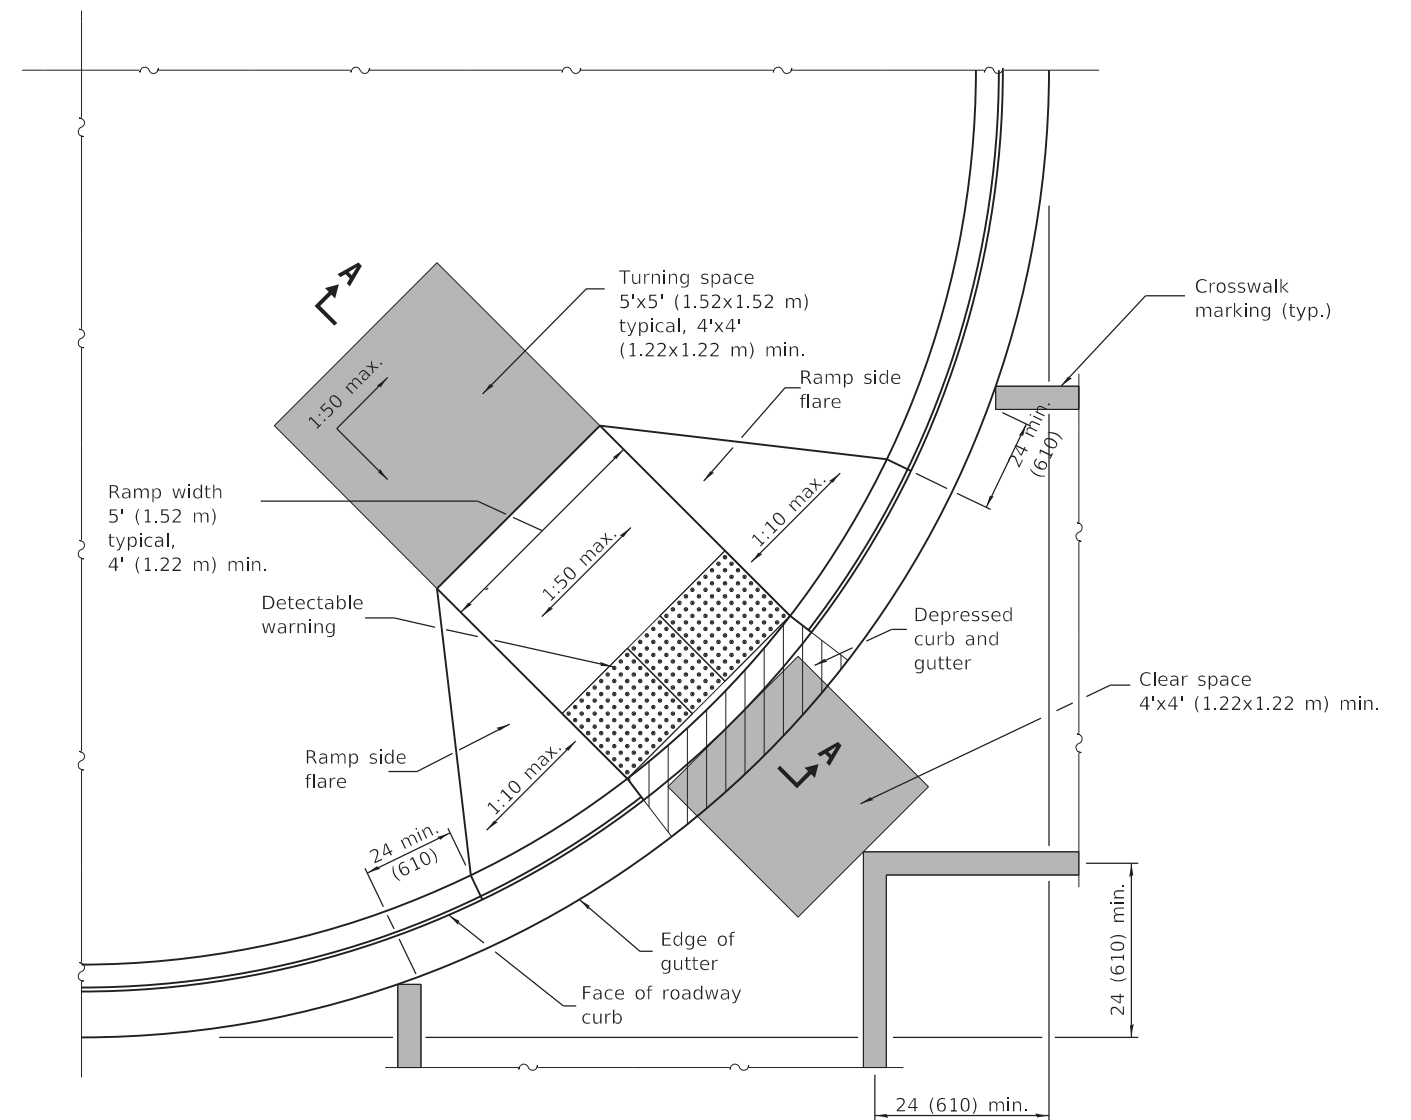 A
Turning space
5'x5' (1.52x1.52 m)
typical, 4'x4'
(1.22x1.22 m) min.
Crosswalk
marking (typ.)
1:50 max.
Ramp side
flare
24 min.
(610)
Ramp width
5' (1.52 m)
typical,
4' (1.22 m) min.
1:10 max.
1:50 max.
Detectable
warning
Depressed
curb and
gutter
Clear space
4'x4' (1.22x1.22 m) min.
Ramp side
flare
A
1:10 max.
24 min.
(610)
24 (610) min.
Edge of
gutter
Face of roadway
curb
24 (610) min.